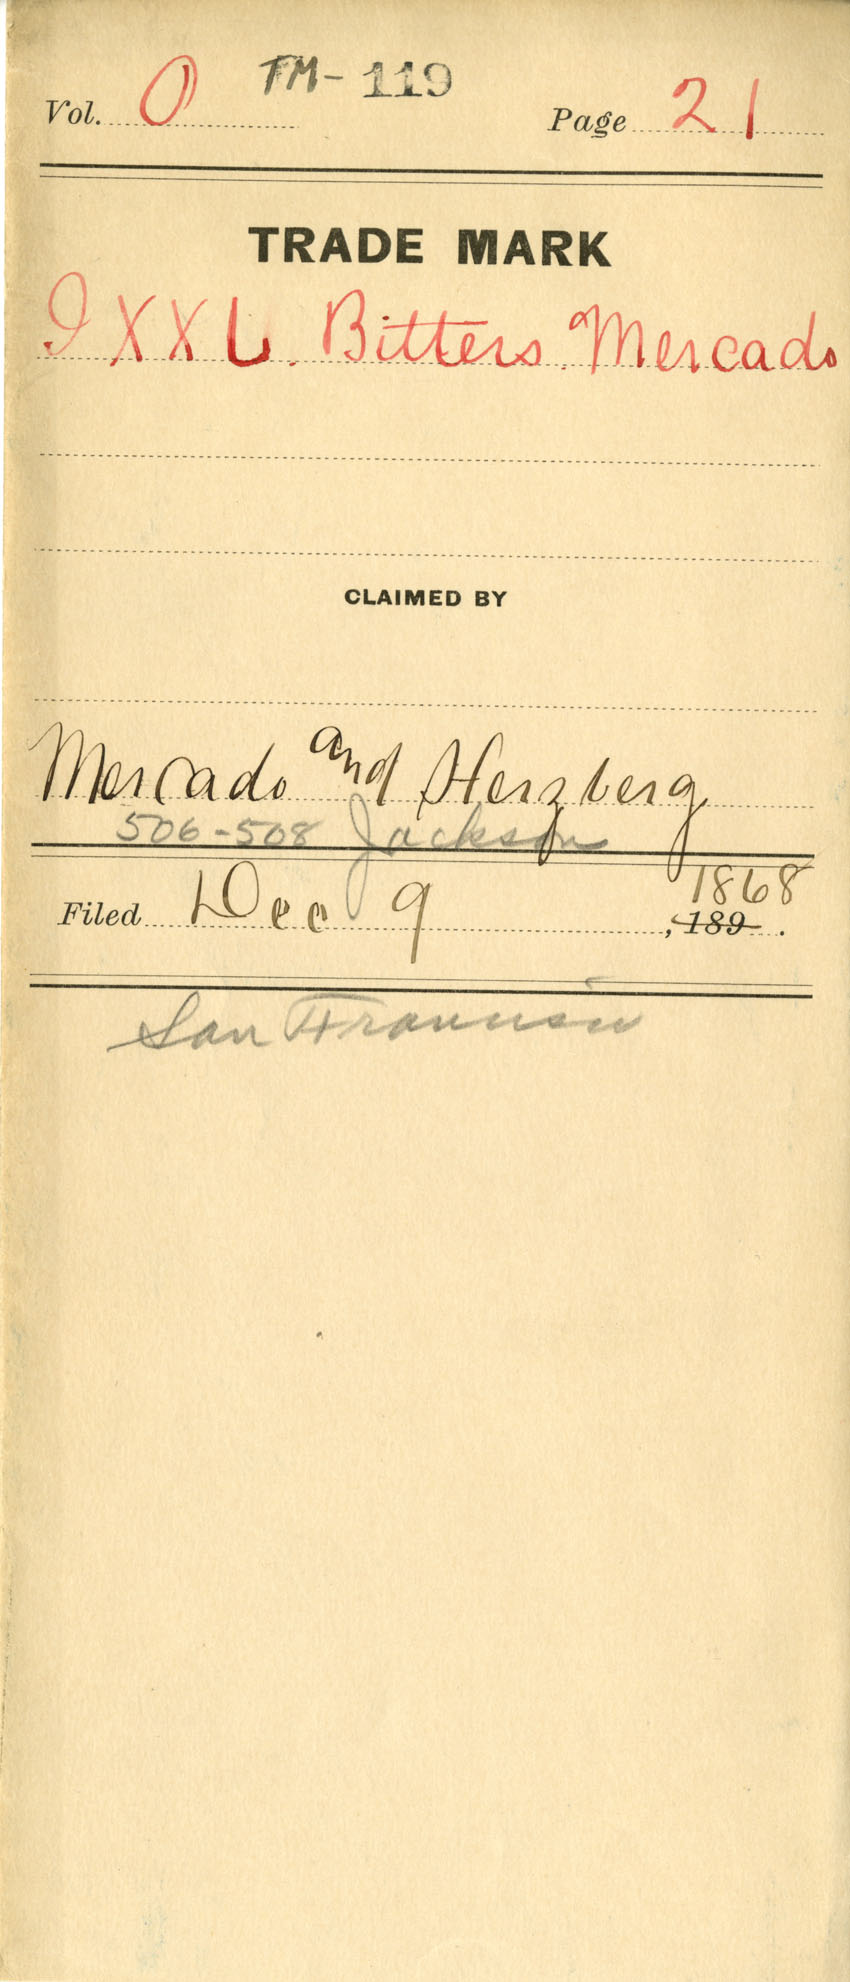 TM-119
Vol. O Page 21
TRADE MARK
IXXL. Bitters. Mercado
CLAIMED BY
Mercado and Herzberg
506-508 Jackson
Filed Dec 9 1868
, 189 .
San Francisco